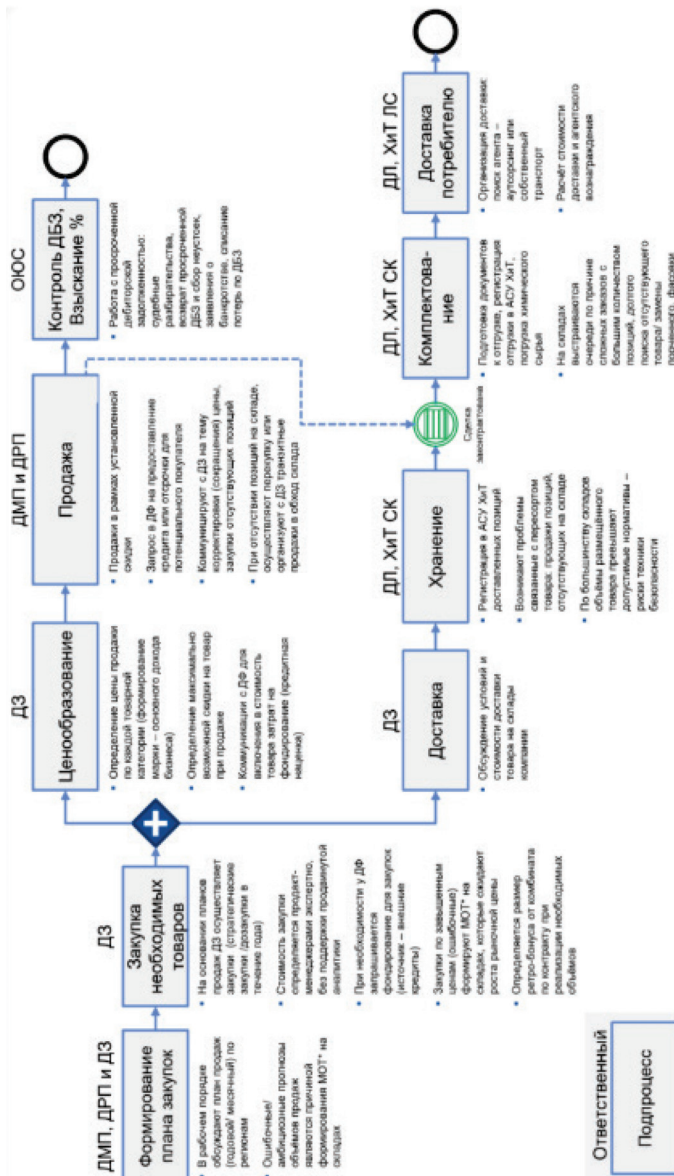 ДМП, ДРП и ДЗ
Формирование
плана закупок
• В рабочем порядке
обсуждают план продаж
(годовой/ месячный) по
регионам
• Ошибочные/
амбициозные прогнозы
объёмов продаж
являются причиной
формирования МОТ* на
складах
ДЗ
Закупка
необходимых
товаров
• На основании планов
продаж ДЗ осуществляет
закупки (стратегические
закупки /дозакупки в
течение года)
• Стоимость закупки
определяется продакт-
менеджерами экспертно,
без поддержки продвинутой
аналитики
• При необходимости у ДФ
запрашивается
фондирование для закупок
(источник – внешние
кредиты)
• Закупки по завышенным
ценам (ошибочные)
формируют МОТ* на
складах, которые ожидают
роста рыночной цены
• Определяется размер
ретро-бонуса от комбината
по контракту при
реализации необходимых
объёмов
ДЗ
Ценообразование
• Определение цены продажи
по каждой товарной
категории (формирование
маржи – основного дохода
бизнеса)
• Определение максимально
возможной скидки на товар
при продаже
• Коммуникации с ДФ для
включения в стоимость
товара затрат на
фондирование (кредитная
наценка)
ДМП и ДРП
Продажа
• Продажи в рамках установленной
скидки
• Запрос в ДФ на предоставление
кредита или отсрочки для
потенциального покупателя
• Коммуницируют с ДЗ на тему
корректировки (сокращения) цены,
закупки отсутствующих позиций
• При отсутствии позиций на складе,
осуществляют перекупку или
организуют с ДЗ транзитные
продажи в обход склада
ОЮС
Контроль ДБЗ,
Взыскание %
• Работа с просроченной
дебиторской
задолженностью:
судебные
разбирательства,
возврат просроченной
ДБЗ и сбор неустоек,
заявления о
банкротстве, списание
потерь по ДБЗ
ДЗ
Доставка
• Обсуждение условий и
стоимости доставки
товара на склады
компании
ДЛ, ХиТ СК
Хранение
• Регистрация в АСУ ХиТ
доставленных позиций
• Возникают проблемы
связанные с пересортом
товара: продажи позиций,
отсутствующих на складе
• По большинству складов
объёмы размещённого
товара превышают
допустимые нормативы –
риски техники
безопасности
Сделка
законтрактована
ДЛ, ХиТ СК
Комплектова-
ние
• Подготовка документов
к отгрузке, регистрация
отгрузки в АСУ ХиТ,
погрузка химического
сырья
• На складах
выстраиваются
очереди по причине
сложных заказов с
большим количеством
позиций, долгого
поиска отсутствующего
товара/ замены
порчаного, фасовки
ДЛ, ХиТ ЛС
Доставка
потребителю
• Организация доставки:
поиск агента –
аутсорсинг или
собственный
транспорт
• Расчёт стоимости
доставки и агентского
вознаграждения
Ответственный
Подпроцесс